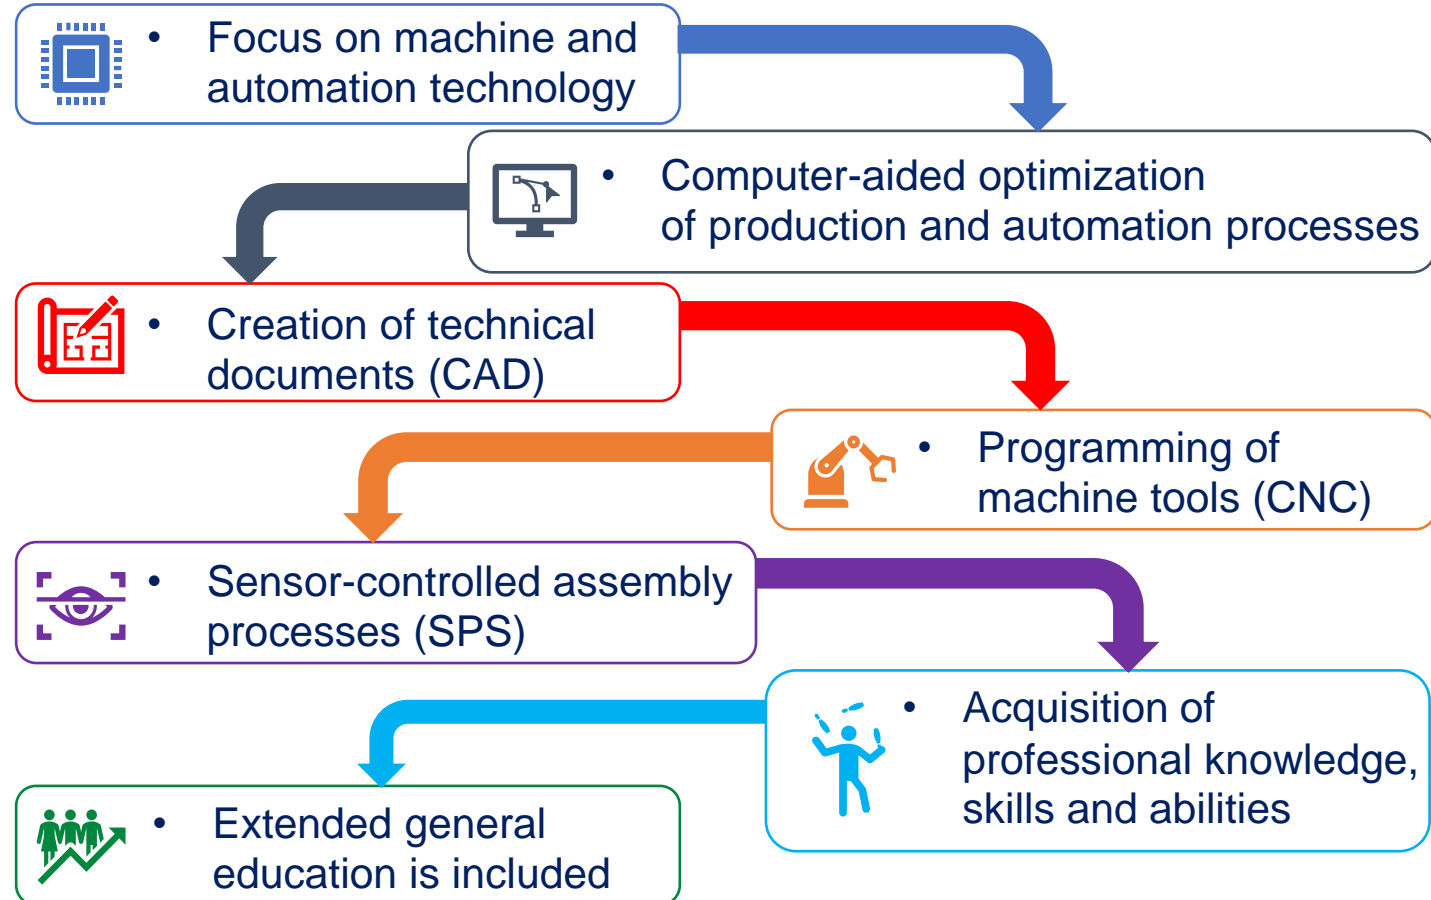 • Focus on machine and
automation technology
• Computer-aided optimization
of production and automation processes
• Creation of technical
documents (CAD)
• Programming of
machine tools (CNC)
• Sensor-controlled assembly
processes (SPS)
• Acquisition of
professional knowledge,
skills and abilities
• Extended general
education is included